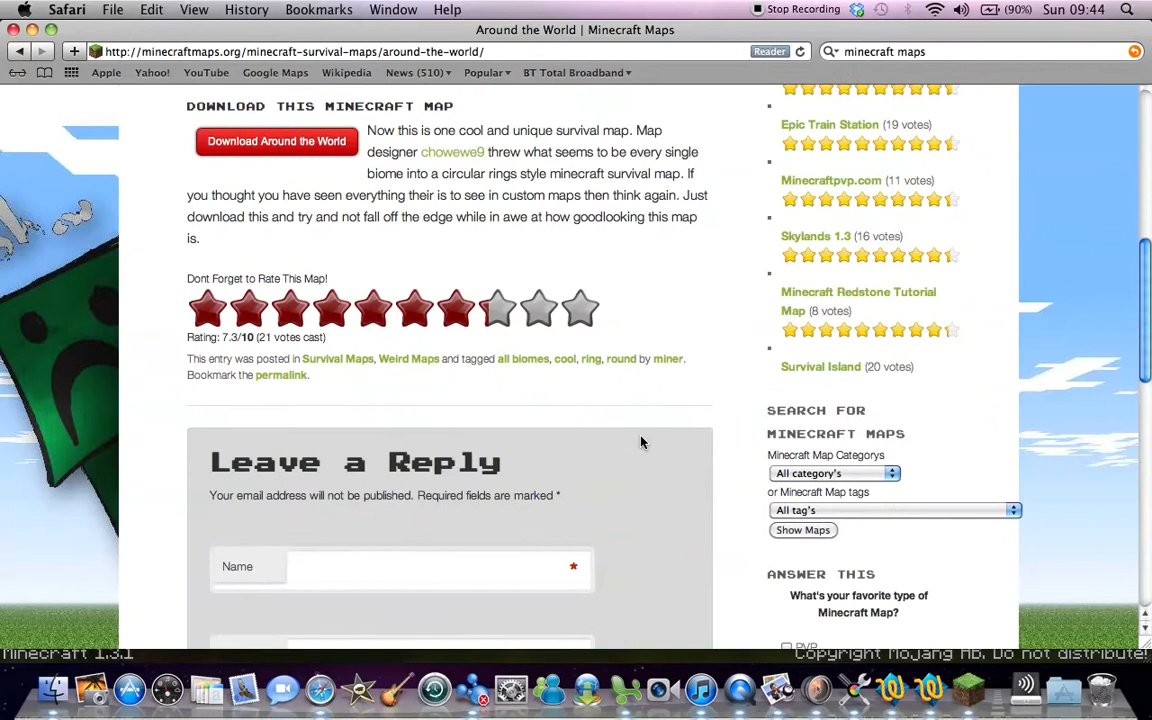 Safari File Edit View History Bookmarks Window Help Stop Recording (90%) Sun 09:44
Around the World | Minecraft Maps
http://minecraftmaps.org/minecraft-survival-maps/around-the-world/ Reader minecraft maps
Apple Yahoo! YouTube Google Maps Wikipedia News (510) Popular BT Total Broadband
DOWNLOAD THIS MINECRAFT MAP
Download Around the World
Now this is one cool and unique survival map. Map
designer chowewe9 threw what seems to be every single
biome into a circular rings style minecraft survival map. If
you thought you have seen everything their is to see in custom maps then think again. Just
download this and try and not fall off the edge while in awe at how goodlooking this map
is.
Dont Forget to Rate This Map!
Rating: 7.3/10 (21 votes cast)
This entry was posted in Survival Maps, Weird Maps and tagged all biomes, cool, ring, round by miner.
Bookmark the permalink.
Leave a Reply
Your email address will not be published. Required fields are marked *
Name *
Epic Train Station (19 votes)
Minecraftpvp.com (11 votes)
Skylands 1.3 (16 votes)
Minecraft Redstone Tutorial
Map (8 votes)
Survival Island (20 votes)
SEARCH FOR
MINECRAFT MAPS
Minecraft Map Categorys
All category's
or Minecraft Map tags
All tag's
Show Maps
ANSWER THIS
What's your favorite type of
Minecraft Map?
PVP
Minecraft 1.3.1 Copyright Mojang AB. Do not distribute!